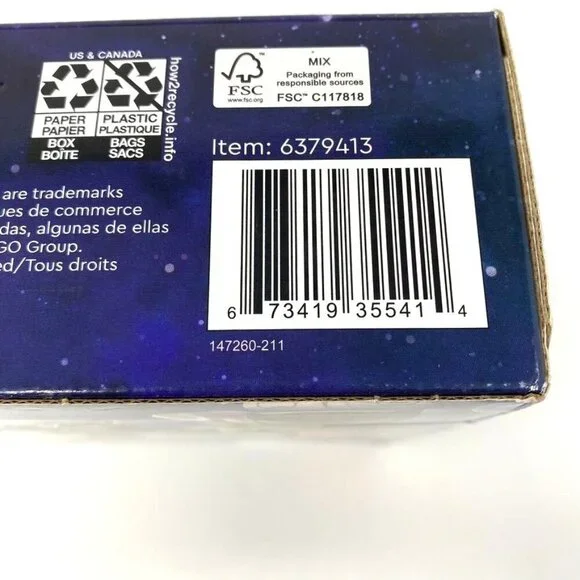 US & CANADA
PAPER
PAPIER
BOX
BOÎTE
PLASTIC
PLASTIQUE
BAGS
SACS
how2recycle.info
FSC
www.fsc.org
MIX
Packaging from
responsible sources
FSC™ C117818
Item: 6379413
are trademarks
ues de commerce
das, algunas de ellas
GO Group.
ed/Tous droits
6 73419 35541 4
147260-211